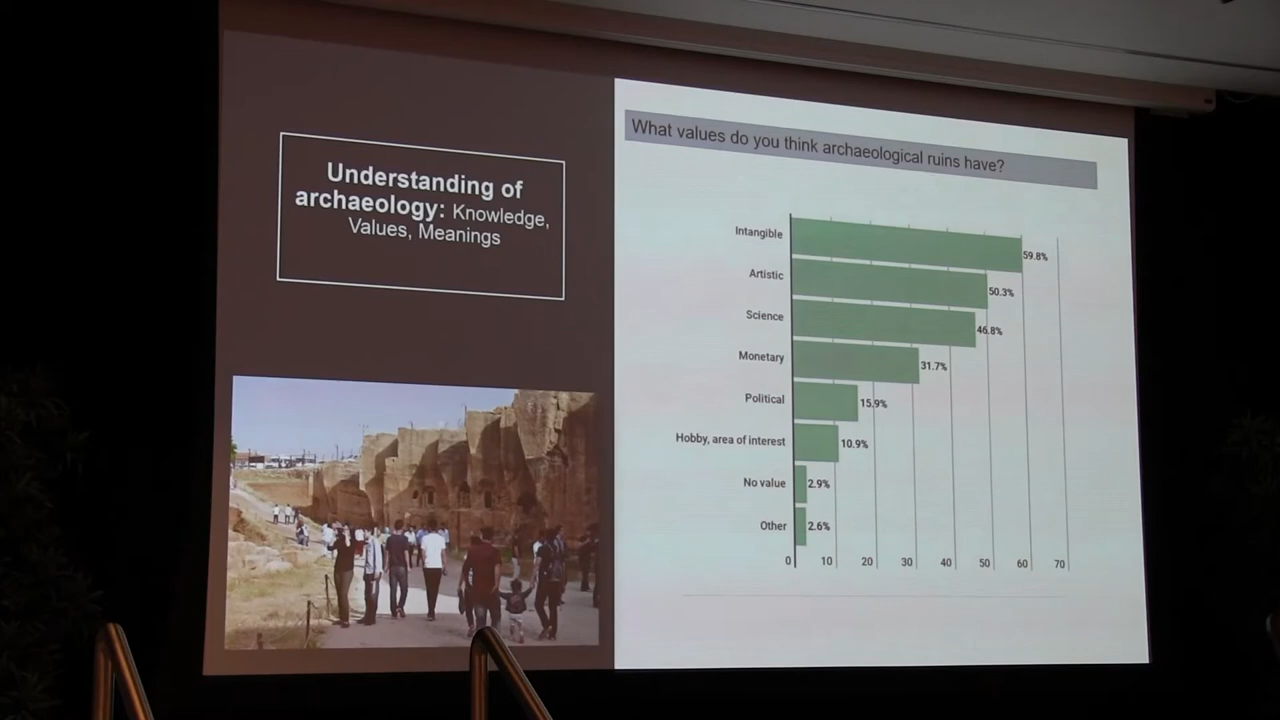 Understanding of
archaeology: Knowledge,
Values, Meanings
What values do you think archaeological ruins have?
Intangible 59.8%
Artistic 50.3%
Science 46.8%
Monetary 31.7%
Political 15.9%
Hobby, area of interest 10.9%
No value 2.9%
Other 2.6%
0 10 20 30 40 50 60 70